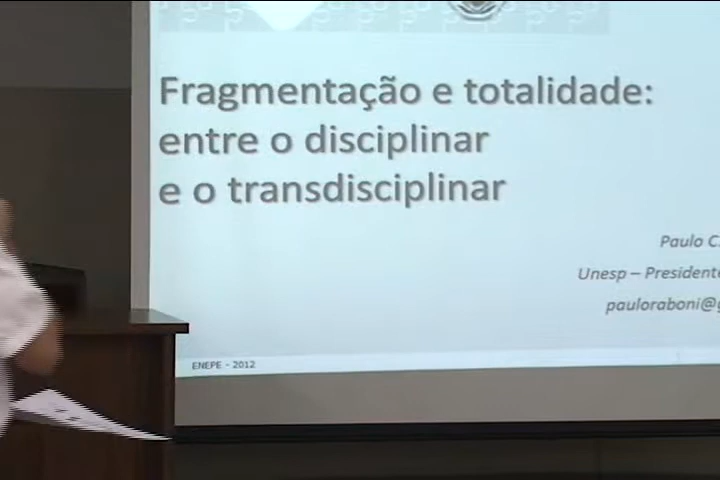 Fragmentação e totalidade:
entre o disciplinar
e o transdisciplinar
Paulo C.
Unesp – Presidente
pauloraboni@g
ENEPE - 2012